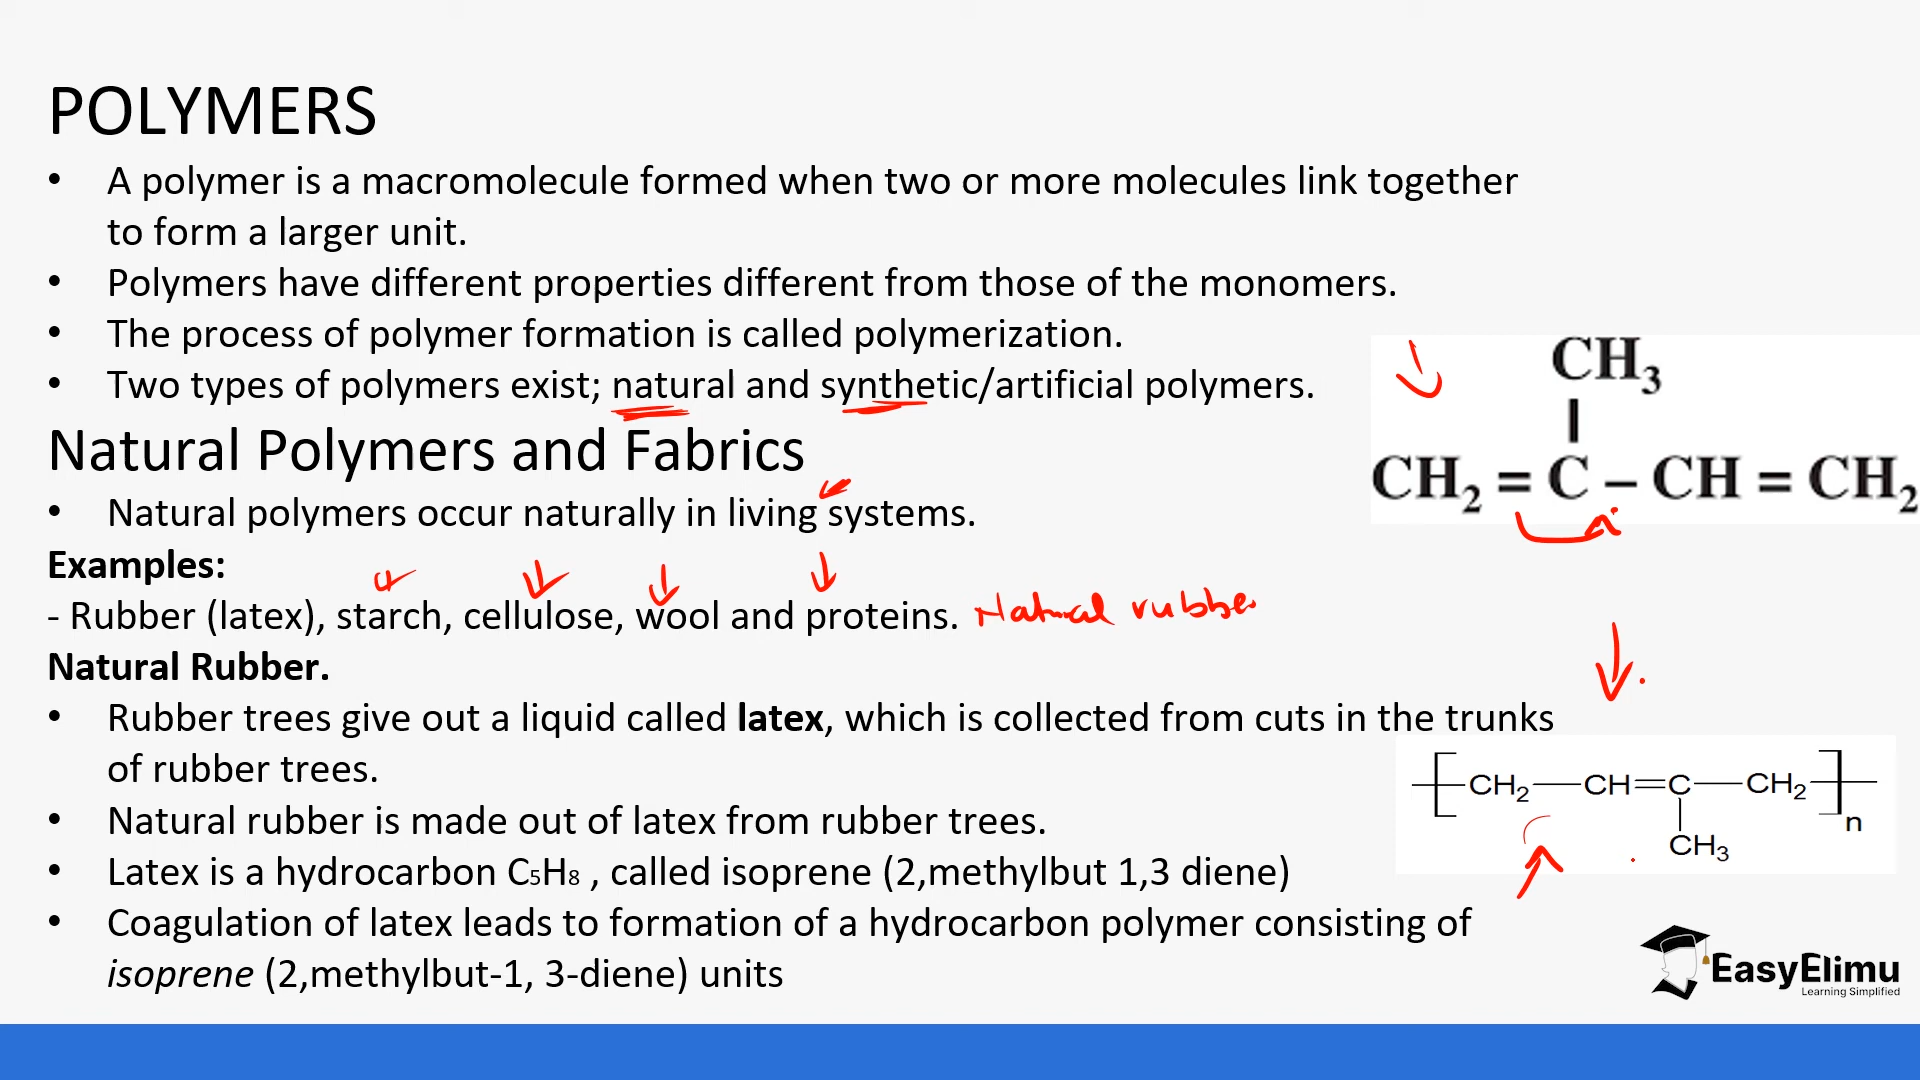 POLYMERS
• A polymer is a macromolecule formed when two or more molecules link together
to form a larger unit.
• Polymers have different properties different from those of the monomers.
• The process of polymer formation is called polymerization.
• Two types of polymers exist; natural and synthetic/artificial polymers.
CH₃
CH₂ = C – CH = CH₂
Natural Polymers and Fabrics
• Natural polymers occur naturally in living systems.
Examples:
- Rubber (latex), starch, cellulose, wool and proteins. Natural rubber
Natural Rubber.
• Rubber trees give out a liquid called latex, which is collected from cuts in the trunks
of rubber trees.
• Natural rubber is made out of latex from rubber trees.
• Latex is a hydrocarbon C₅H₈ , called isoprene (2,methylbut 1,3 diene)
• Coagulation of latex leads to formation of a hydrocarbon polymer consisting of
isoprene (2,methylbut-1, 3-diene) units
[CH₂—CH=C—CH₂]n
CH₃
EasyElimu
Learning Simplified